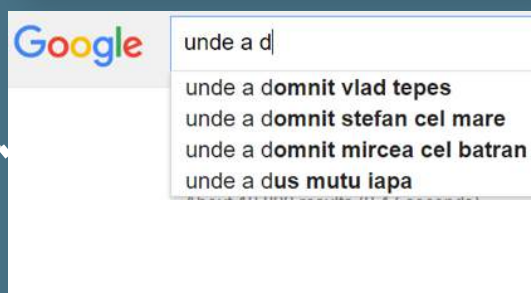 Google
unde a d
unde a domnit vlad tepes
unde a domnit stefan cel mare
unde a domnit mircea cel batran
unde a dus mutu iapa